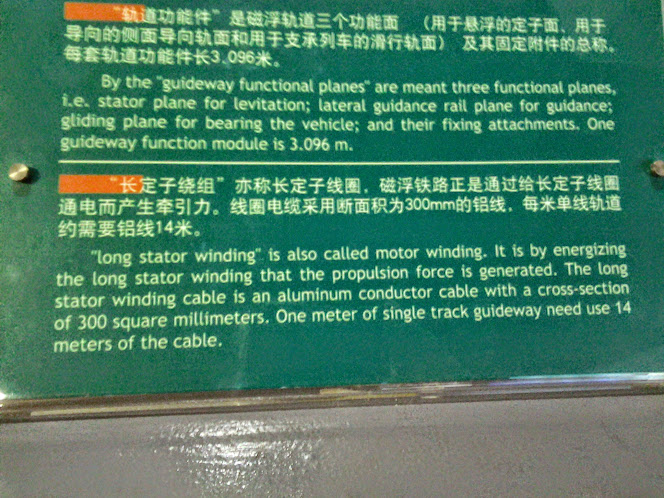 “轨道功能件”是磁浮轨道三个功能面（用于悬浮的定子面、用于
导向的侧面导向轨面和用于支承列车的滑行轨面）及其固定附件的总称。
每套轨道功能件长3.096米。
By the "guideway functional planes" are meant three functional planes,
i.e. stator plane for levitation; lateral guidance rail plane for guidance;
gliding plane for bearing the vehicle; and their fixing attachments. One
guideway function module is 3.096 m.
“长定子绕组”亦称长定子线圈，磁浮铁路正是通过给长定子线圈
通电而产生牵引力。线圈电缆采用断面积为300mm的铝线，每米单线轨道
约需要铝线14米。
"long stator winding" is also called motor winding. It is by energizing
the long stator winding that the propulsion force is generated. The long
stator winding cable is an aluminum conductor cable with a cross-section
of 300 square millimeters. One meter of single track guideway need use 14
meters of the cable.